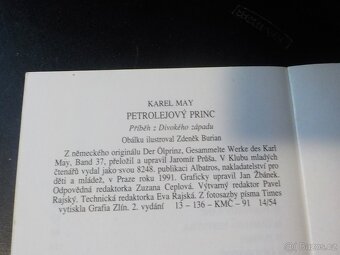 KAREL MAY
PETROLEJOVÝ PRINC
Příběh z Divokého západu
Obálku ilustroval Zdeněk Burian
Z německého originálu Der Ölprinz, Gesammelte Werke des Karl
May, Band 37, přeložil a upravil Jaromír Průša. V Klubu mladých
čtenářů vydal jako svou 8248. publikaci Albatros, nakladatelství pro
děti a mládež, v Praze roku 1991. Graficky upravil Jan Žbánek.
Odpovědná redaktorka Zuzana Ceplová. Výtvarný redaktor Pavel
Rajský. Technická redaktorka Eva Rajská. Z fotosazby písma Times
vytiskla Grafia Zlín. 2. vydání 13 - 136 - KMČ - 91 14/54